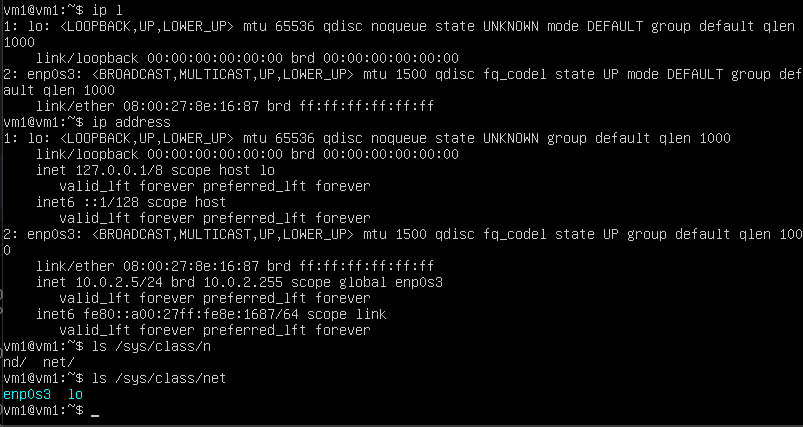 vm1@vm1:~$ ip l
1: lo: <LOOPBACK,UP,LOWER_UP> mtu 65536 qdisc noqueue state UNKNOWN mode DEFAULT group default qlen
1000
    link/loopback 00:00:00:00:00:00 brd 00:00:00:00:00:00
2: enp0s3: <BROADCAST,MULTICAST,UP,LOWER_UP> mtu 1500 qdisc fq_codel state UP mode DEFAULT group def
ault qlen 1000
    link/ether 08:00:27:8e:16:87 brd ff:ff:ff:ff:ff:ff
vm1@vm1:~$ ip address
1: lo: <LOOPBACK,UP,LOWER_UP> mtu 65536 qdisc noqueue state UNKNOWN group default qlen 1000
    link/loopback 00:00:00:00:00:00 brd 00:00:00:00:00:00
    inet 127.0.0.1/8 scope host lo
       valid_lft forever preferred_lft forever
    inet6 ::1/128 scope host
       valid_lft forever preferred_lft forever
2: enp0s3: <BROADCAST,MULTICAST,UP,LOWER_UP> mtu 1500 qdisc fq_codel state UP group default qlen 100
0
    link/ether 08:00:27:8e:16:87 brd ff:ff:ff:ff:ff:ff
    inet 10.0.2.5/24 brd 10.0.2.255 scope global enp0s3
       valid_lft forever preferred_lft forever
    inet6 fe80::a00:27ff:fe8e:1687/64 scope link
       valid_lft forever preferred_lft forever
vm1@vm1:~$ ls /sys/class/n
nd/  net/
vm1@vm1:~$ ls /sys/class/net
enp0s3  lo
vm1@vm1:~$ _